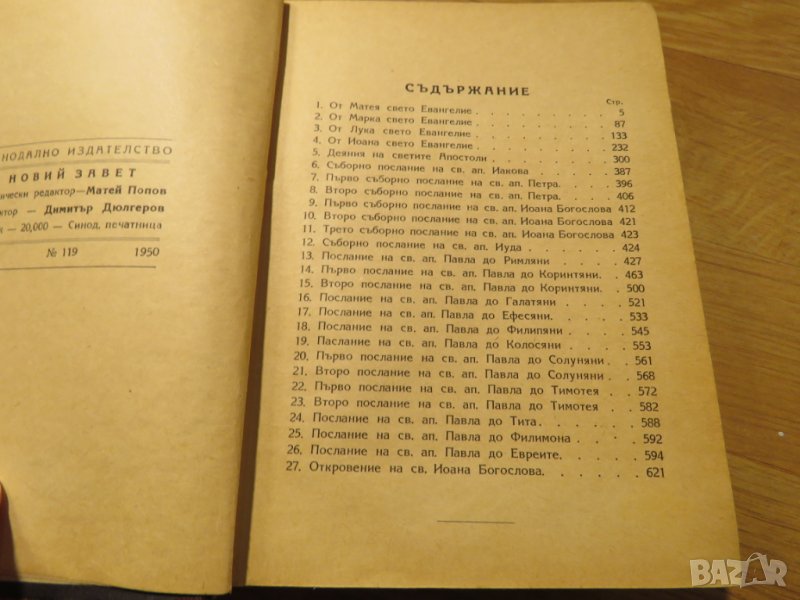 НОДАЛНО ИЗДАТЕЛСТВО
НОВИЙ ЗАВЕТ
ически редактор—Матей Попов
ктор — Димитър Дюлгеров
к — 20,000 — Синод. печатница
№ 119 1950
СЪДЪРЖАНИЕ
Стр.
1. От Матея свето Евангелие . . . . . . . . 5
2. От Марка свето Евангелие . . . . . . . . 87
3. От Лука свето Евангелие . . . . . . . . 133
4. От Иоана свето Евангелие . . . . . . . . 232
5. Деяния на светите Апостоли . . . . . . . 300
6. Съборно послание на св. ап. Иакова . . . . 387
7. Първо съборно послание на св. ап. Петра. . . . 396
8. Второ съборно послание на св. ап. Петра. . . . 406
9. Първо съборно послание на св. ап. Иоана Богослова 412
10. Второ съборно послание на св. ап. Иоана Богослова 421
11. Трето съборно послание на св. ап. Иоана Богослова 423
12. Съборно послание на св. ап. Иуда . . . . . 424
13. Послание на св. ап. Павла до Римляни . . . . 427
14. Първо послание на св. ап. Павла до Коринтяни. . 463
15. Второ послание на св. ап. Павла до Коринтяни. . 500
16. Послание на св. ап. Павла до Галатяни . . . . 521
17. Послание на св. ап. Павла до Ефесяни. . . . . 533
18. Послание на св. ап. Павла до Филипяни . . . . 545
19. Паслание на св. ап. Павла до Колосяни . . . . 553
20. Първо послание на св. ап. Павла до Солуняни . 561
21. Второ послание на св. ап. Павла до Солуняни . . 568
22. Първо послание на св. ап. Павла до Тимотея . . 572
23. Второ послание на св. ап. Павла до Тимотея . . 582
24. Послание на св. ап. Павла до Тита . . . . . 588
25. Послание на св. ап. Павла до Филимона . . . . 592
26. Послание на св. ап. Павла до Евреите. . . . . 594
27. Откровение на св. Иоана Богослова. . . . . . 621
BAZAR